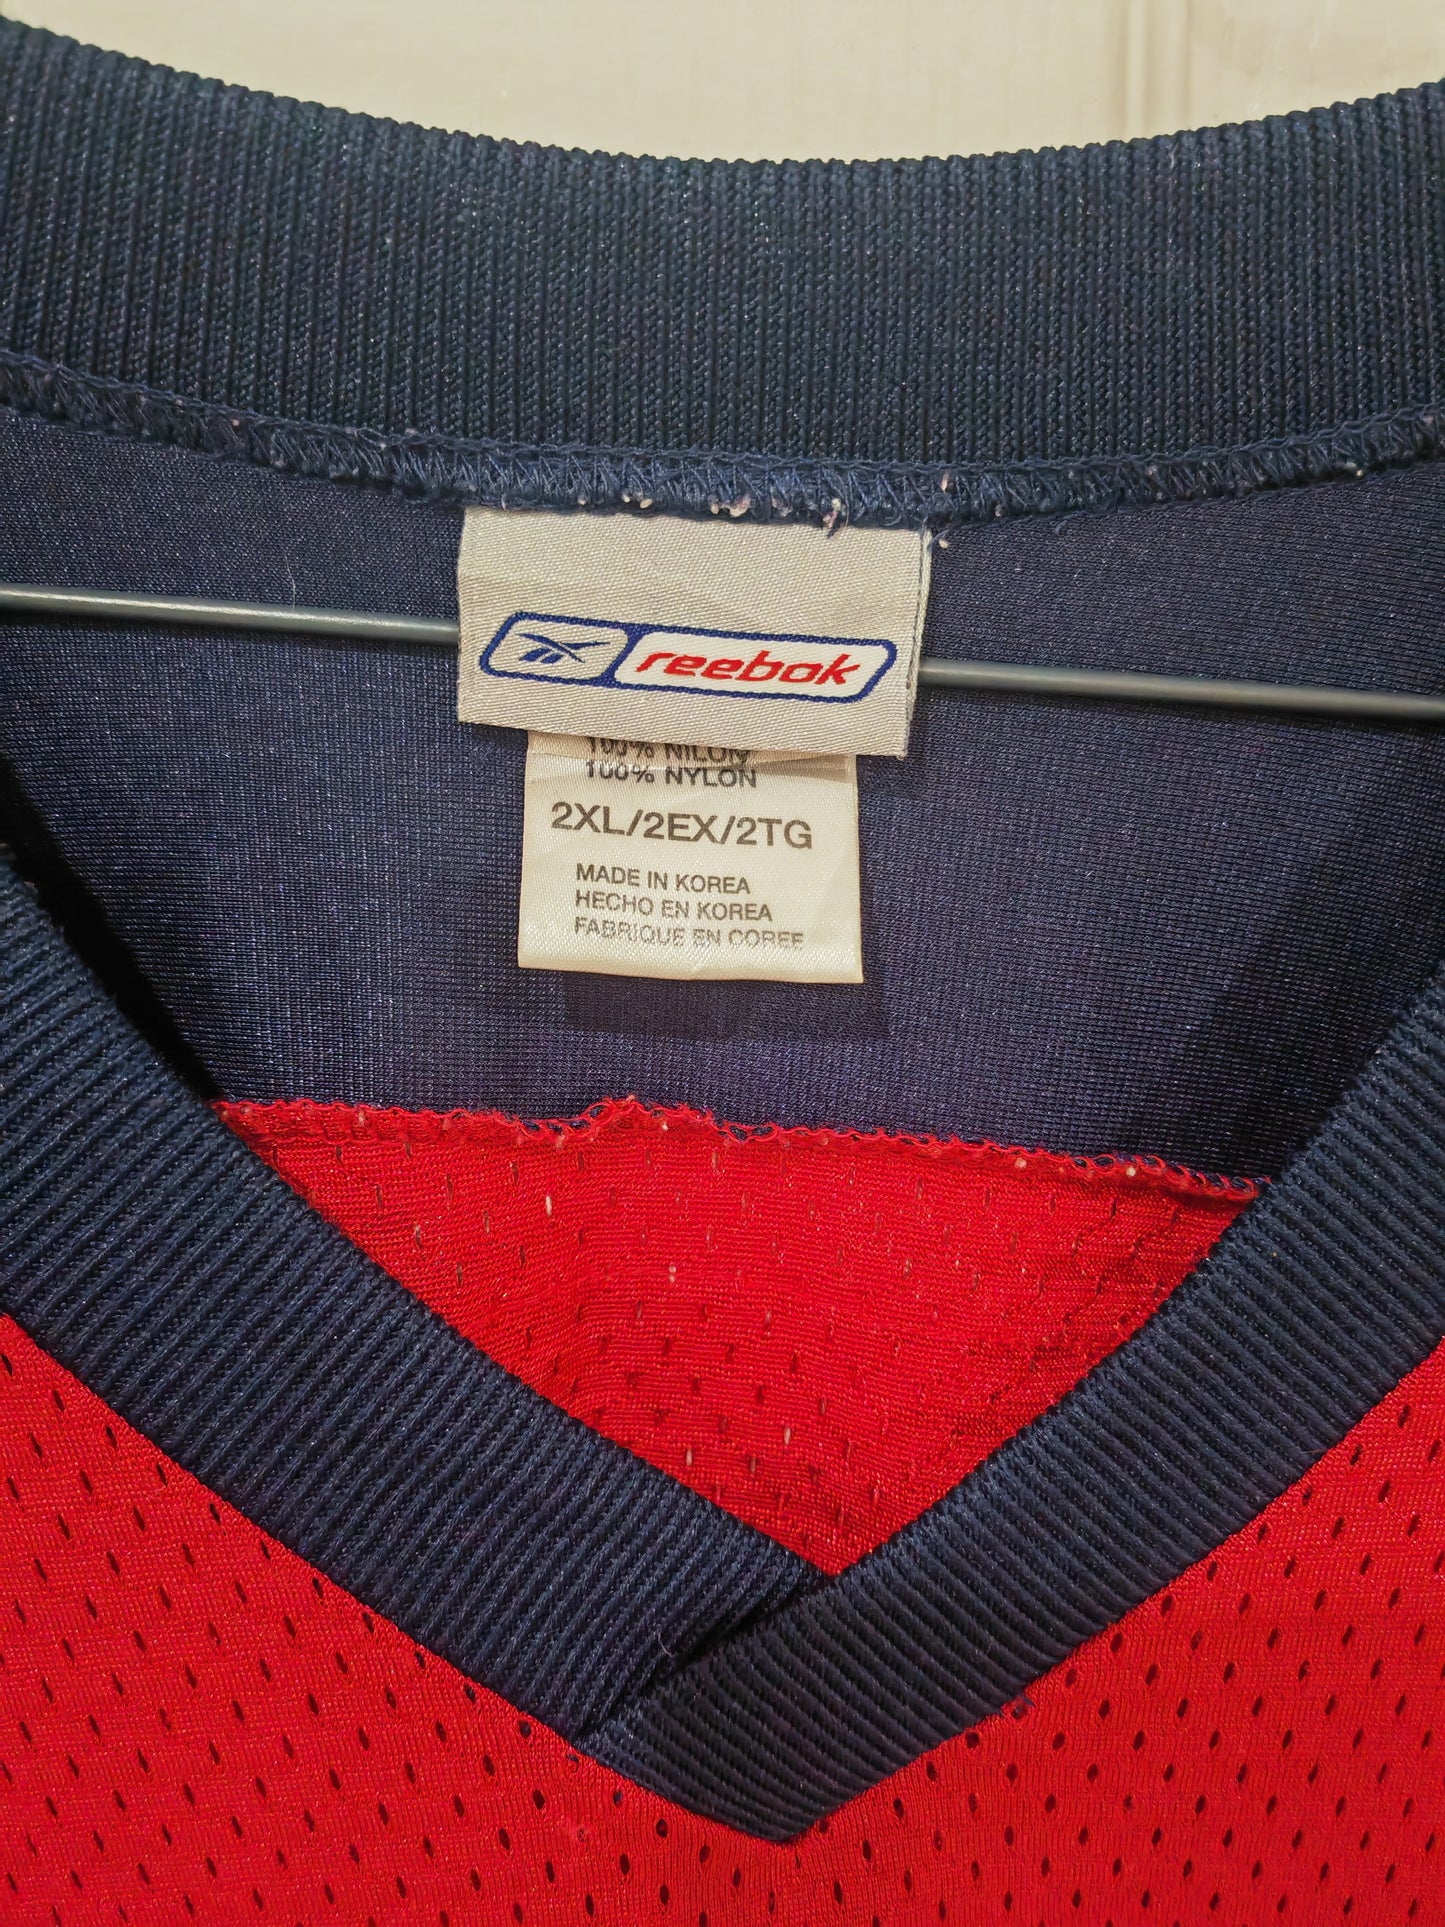 reebok
100% NILON
100% NYLON
2XL/2EX/2TG
MADE IN KOREA
HECHO EN KOREA
FABRIQUE EN COREE